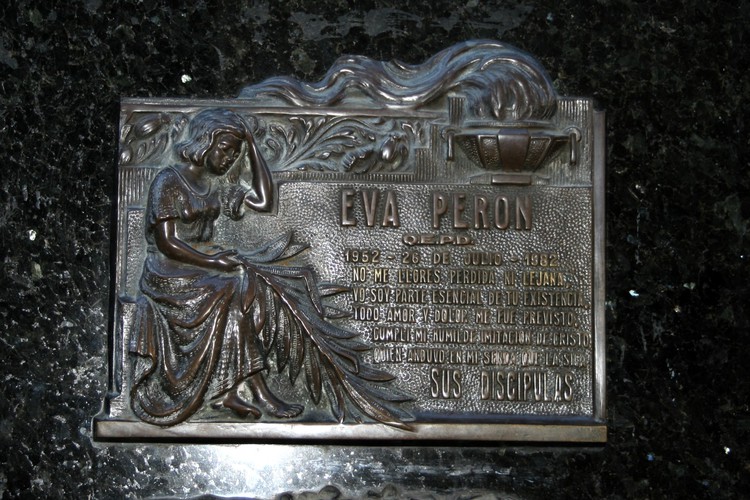 EVA PERON
Q.E.P.D.
1952 - 26 DE JULIO - 1982
NO ME LLORES PERDIDA NI LEJANA
YO SOY PARTE ESENCIAL DE TU EXISTENCIA
TODO AMOR Y DOLOR ME FUE PREVISTO
CUMPLI MI HUMILDE IMITACION DE CRISTO
QUIEN ANDUVO EN MI SENDA QUE LA SIGA
SUS DISCIPULAS